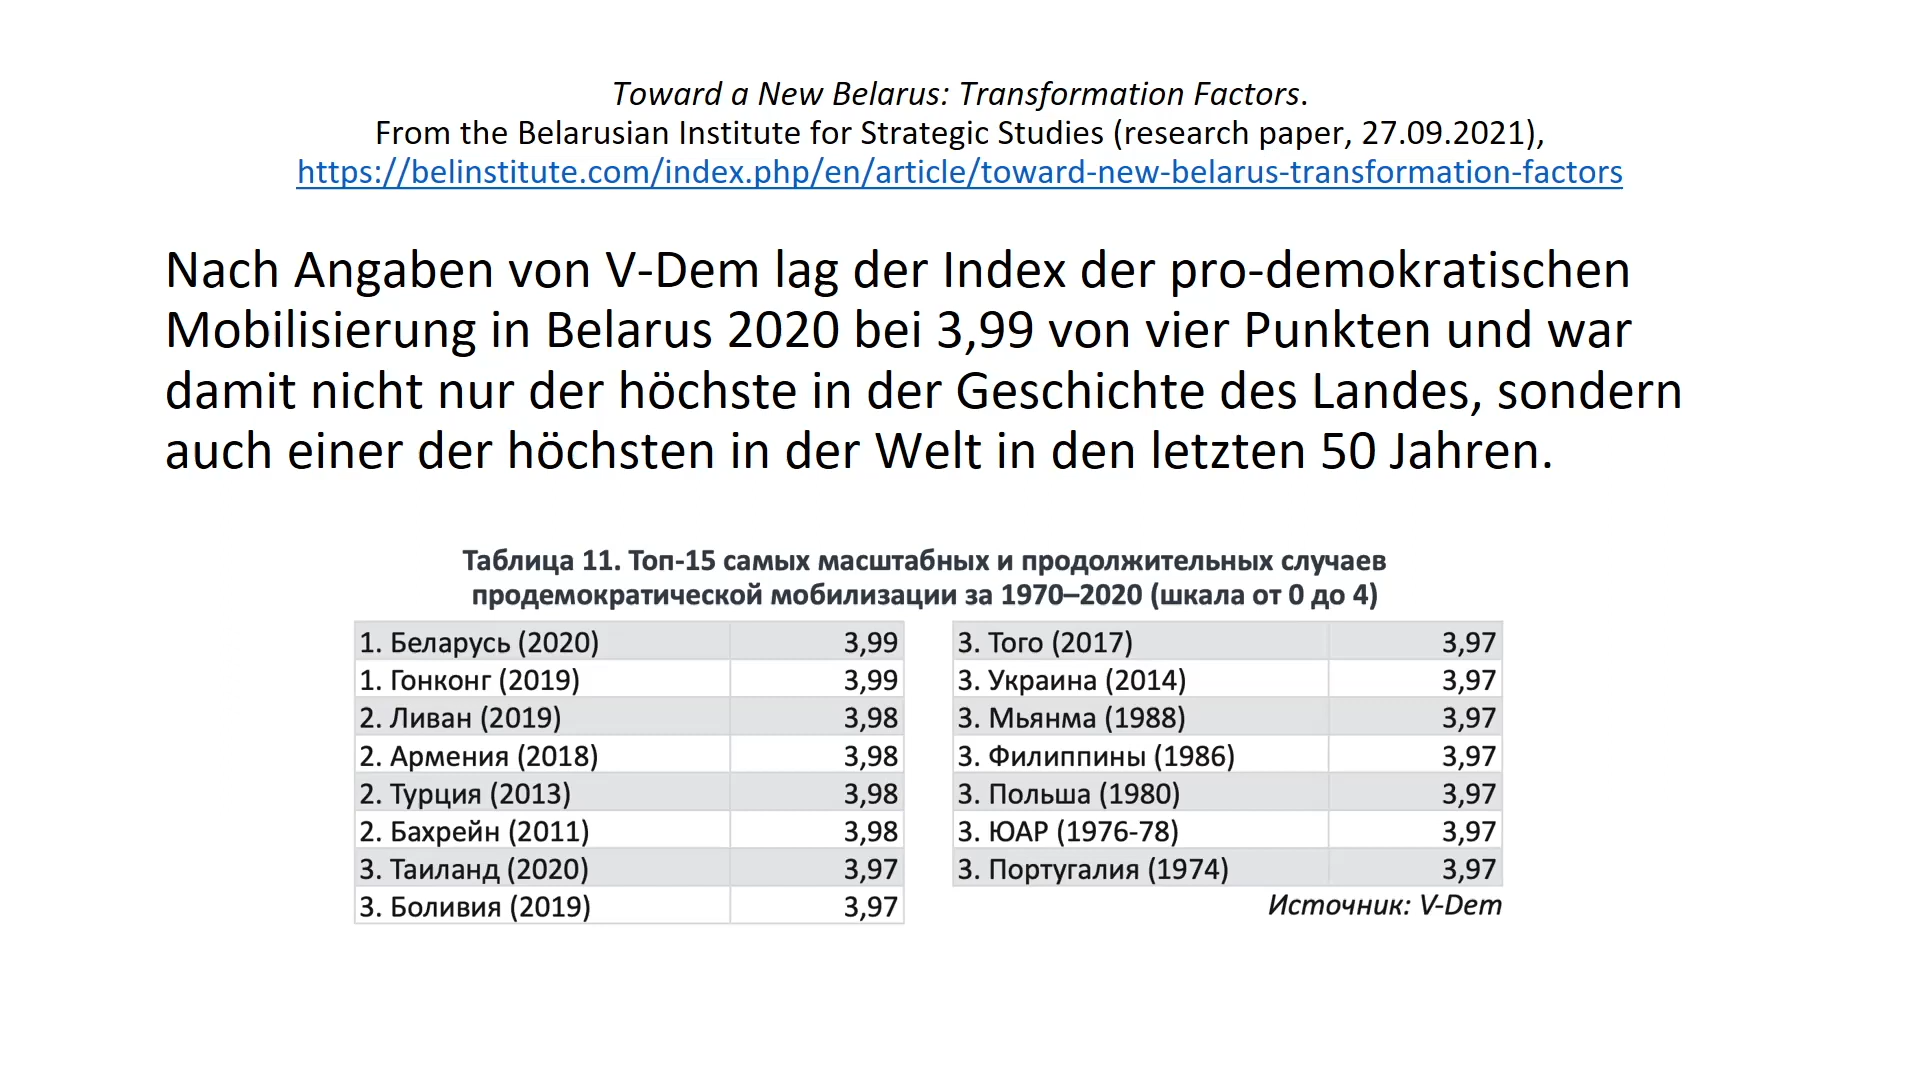 Toward a New Belarus: Transformation Factors.
From the Belarusian Institute for Strategic Studies (research paper, 27.09.2021),
https://belinstitute.com/index.php/en/article/toward-new-belarus-transformation-factors
Nach Angaben von V-Dem lag der Index der pro-demokratischen
Mobilisierung in Belarus 2020 bei 3,99 von vier Punkten und war
damit nicht nur der höchste in der Geschichte des Landes, sondern
auch einer der höchsten in der Welt in den letzten 50 Jahren.
Таблица 11. Топ-15 самых масштабных и продолжительных случаев
продемократической мобилизации за 1970–2020 (шкала от 0 до 4)
1. Беларусь (2020) 3,99
1. Гонконг (2019) 3,99
2. Ливан (2019) 3,98
2. Армения (2018) 3,98
2. Турция (2013) 3,98
2. Бахрейн (2011) 3,98
3. Таиланд (2020) 3,97
3. Боливия (2019) 3,97
3. Того (2017) 3,97
3. Украина (2014) 3,97
3. Мьянма (1988) 3,97
3. Филиппины (1986) 3,97
3. Польша (1980) 3,97
3. ЮАР (1976-78) 3,97
3. Португалия (1974) 3,97
Источник: V-Dem